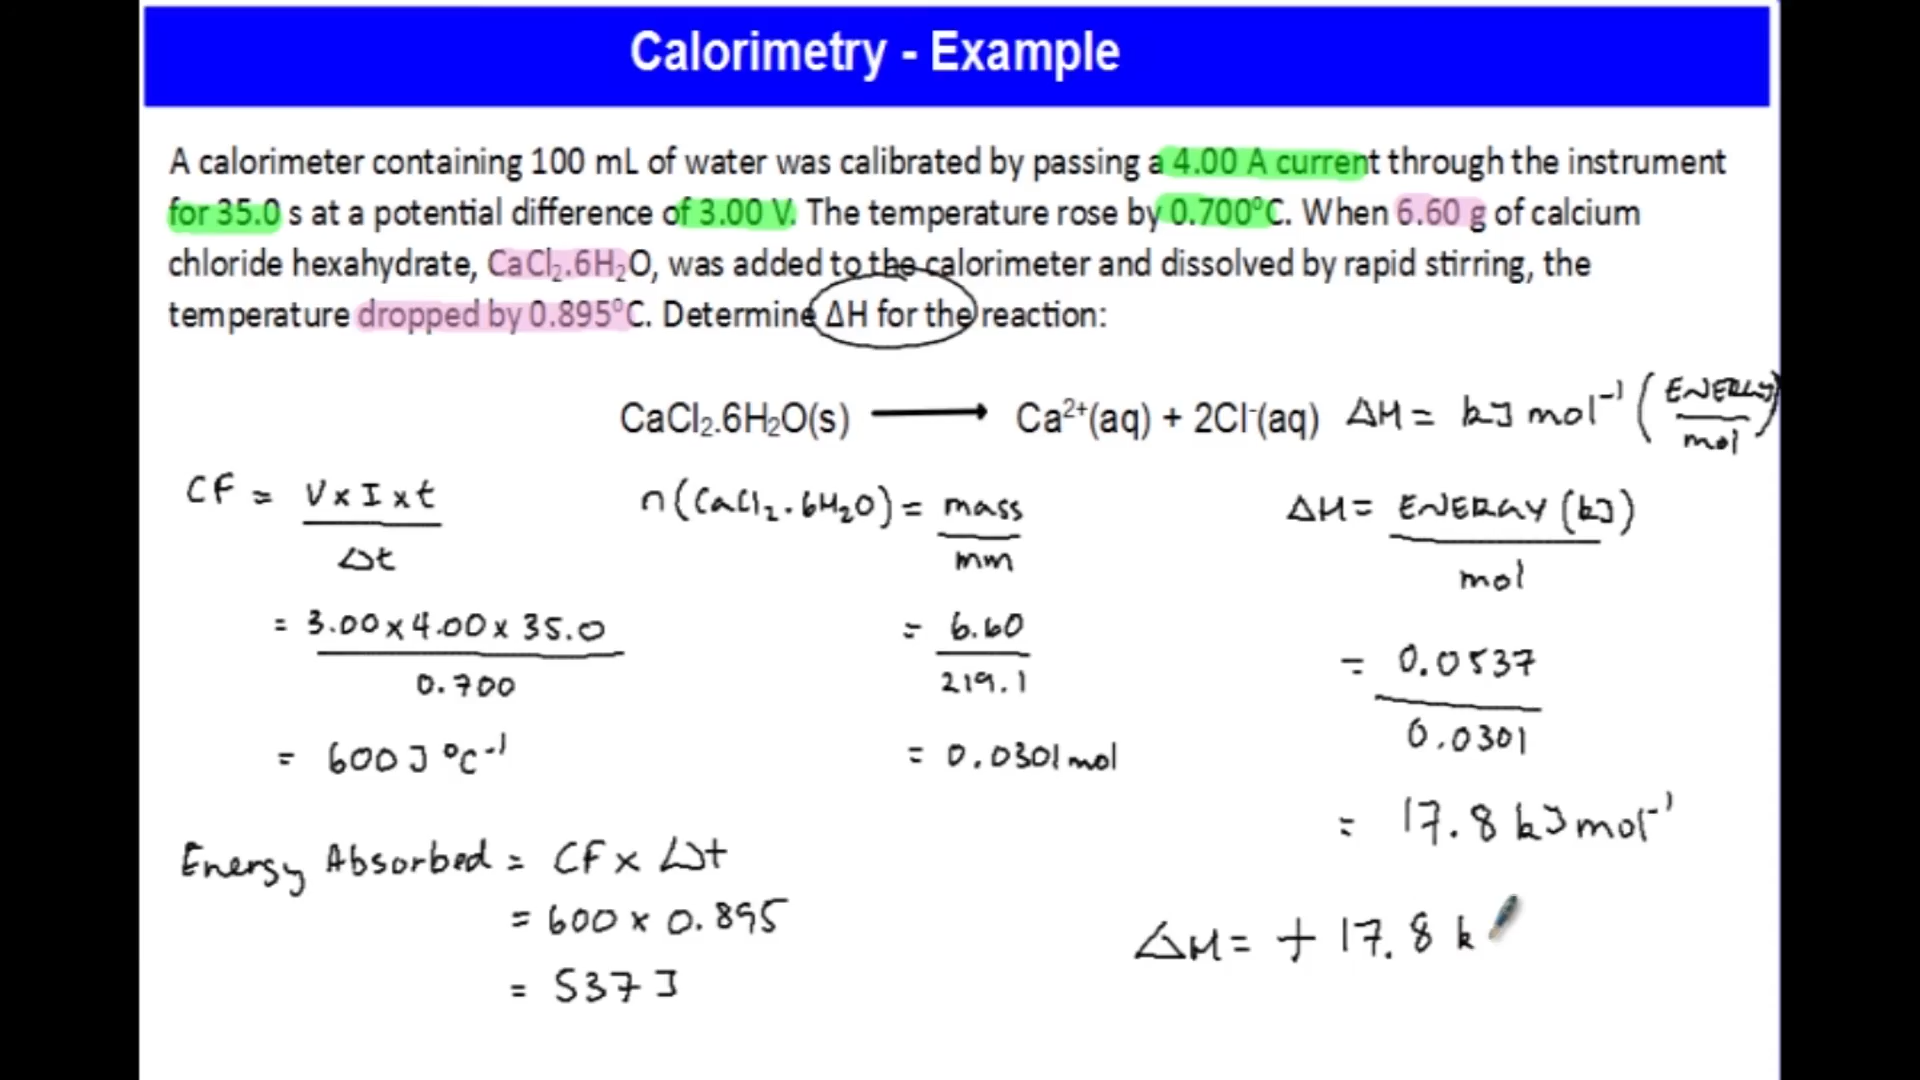 Calorimetry - Example
A calorimeter containing 100 mL of water was calibrated by passing a 4.00 A current through the instrument
for 35.0 s at a potential difference of 3.00 V. The temperature rose by 0.700°C. When 6.60 g of calcium
chloride hexahydrate, CaCl₂.6H₂O, was added to the calorimeter and dissolved by rapid stirring, the
temperature dropped by 0.895°C. Determine ΔH for the reaction:
CaCl₂.6H₂O(s) → Ca²⁺(aq) + 2Cl⁻(aq) ΔH = kJ mol⁻¹ (ENERGY/mol)
CF = V x I x t
Δt
= 3.00 x 4.00 x 35.0
0.700
= 600 J °C⁻¹
Energy Absorbed = CF x Δt
= 600 x 0.895
= 537 J
n(CaCl₂.6H₂O) = mass
mm
= 6.60
219.1
= 0.0301 mol
ΔH = ENERGY (kJ)
mol
= 0.0537
0.0301
= 17.8 kJ mol⁻¹
ΔH = + 17.8 k